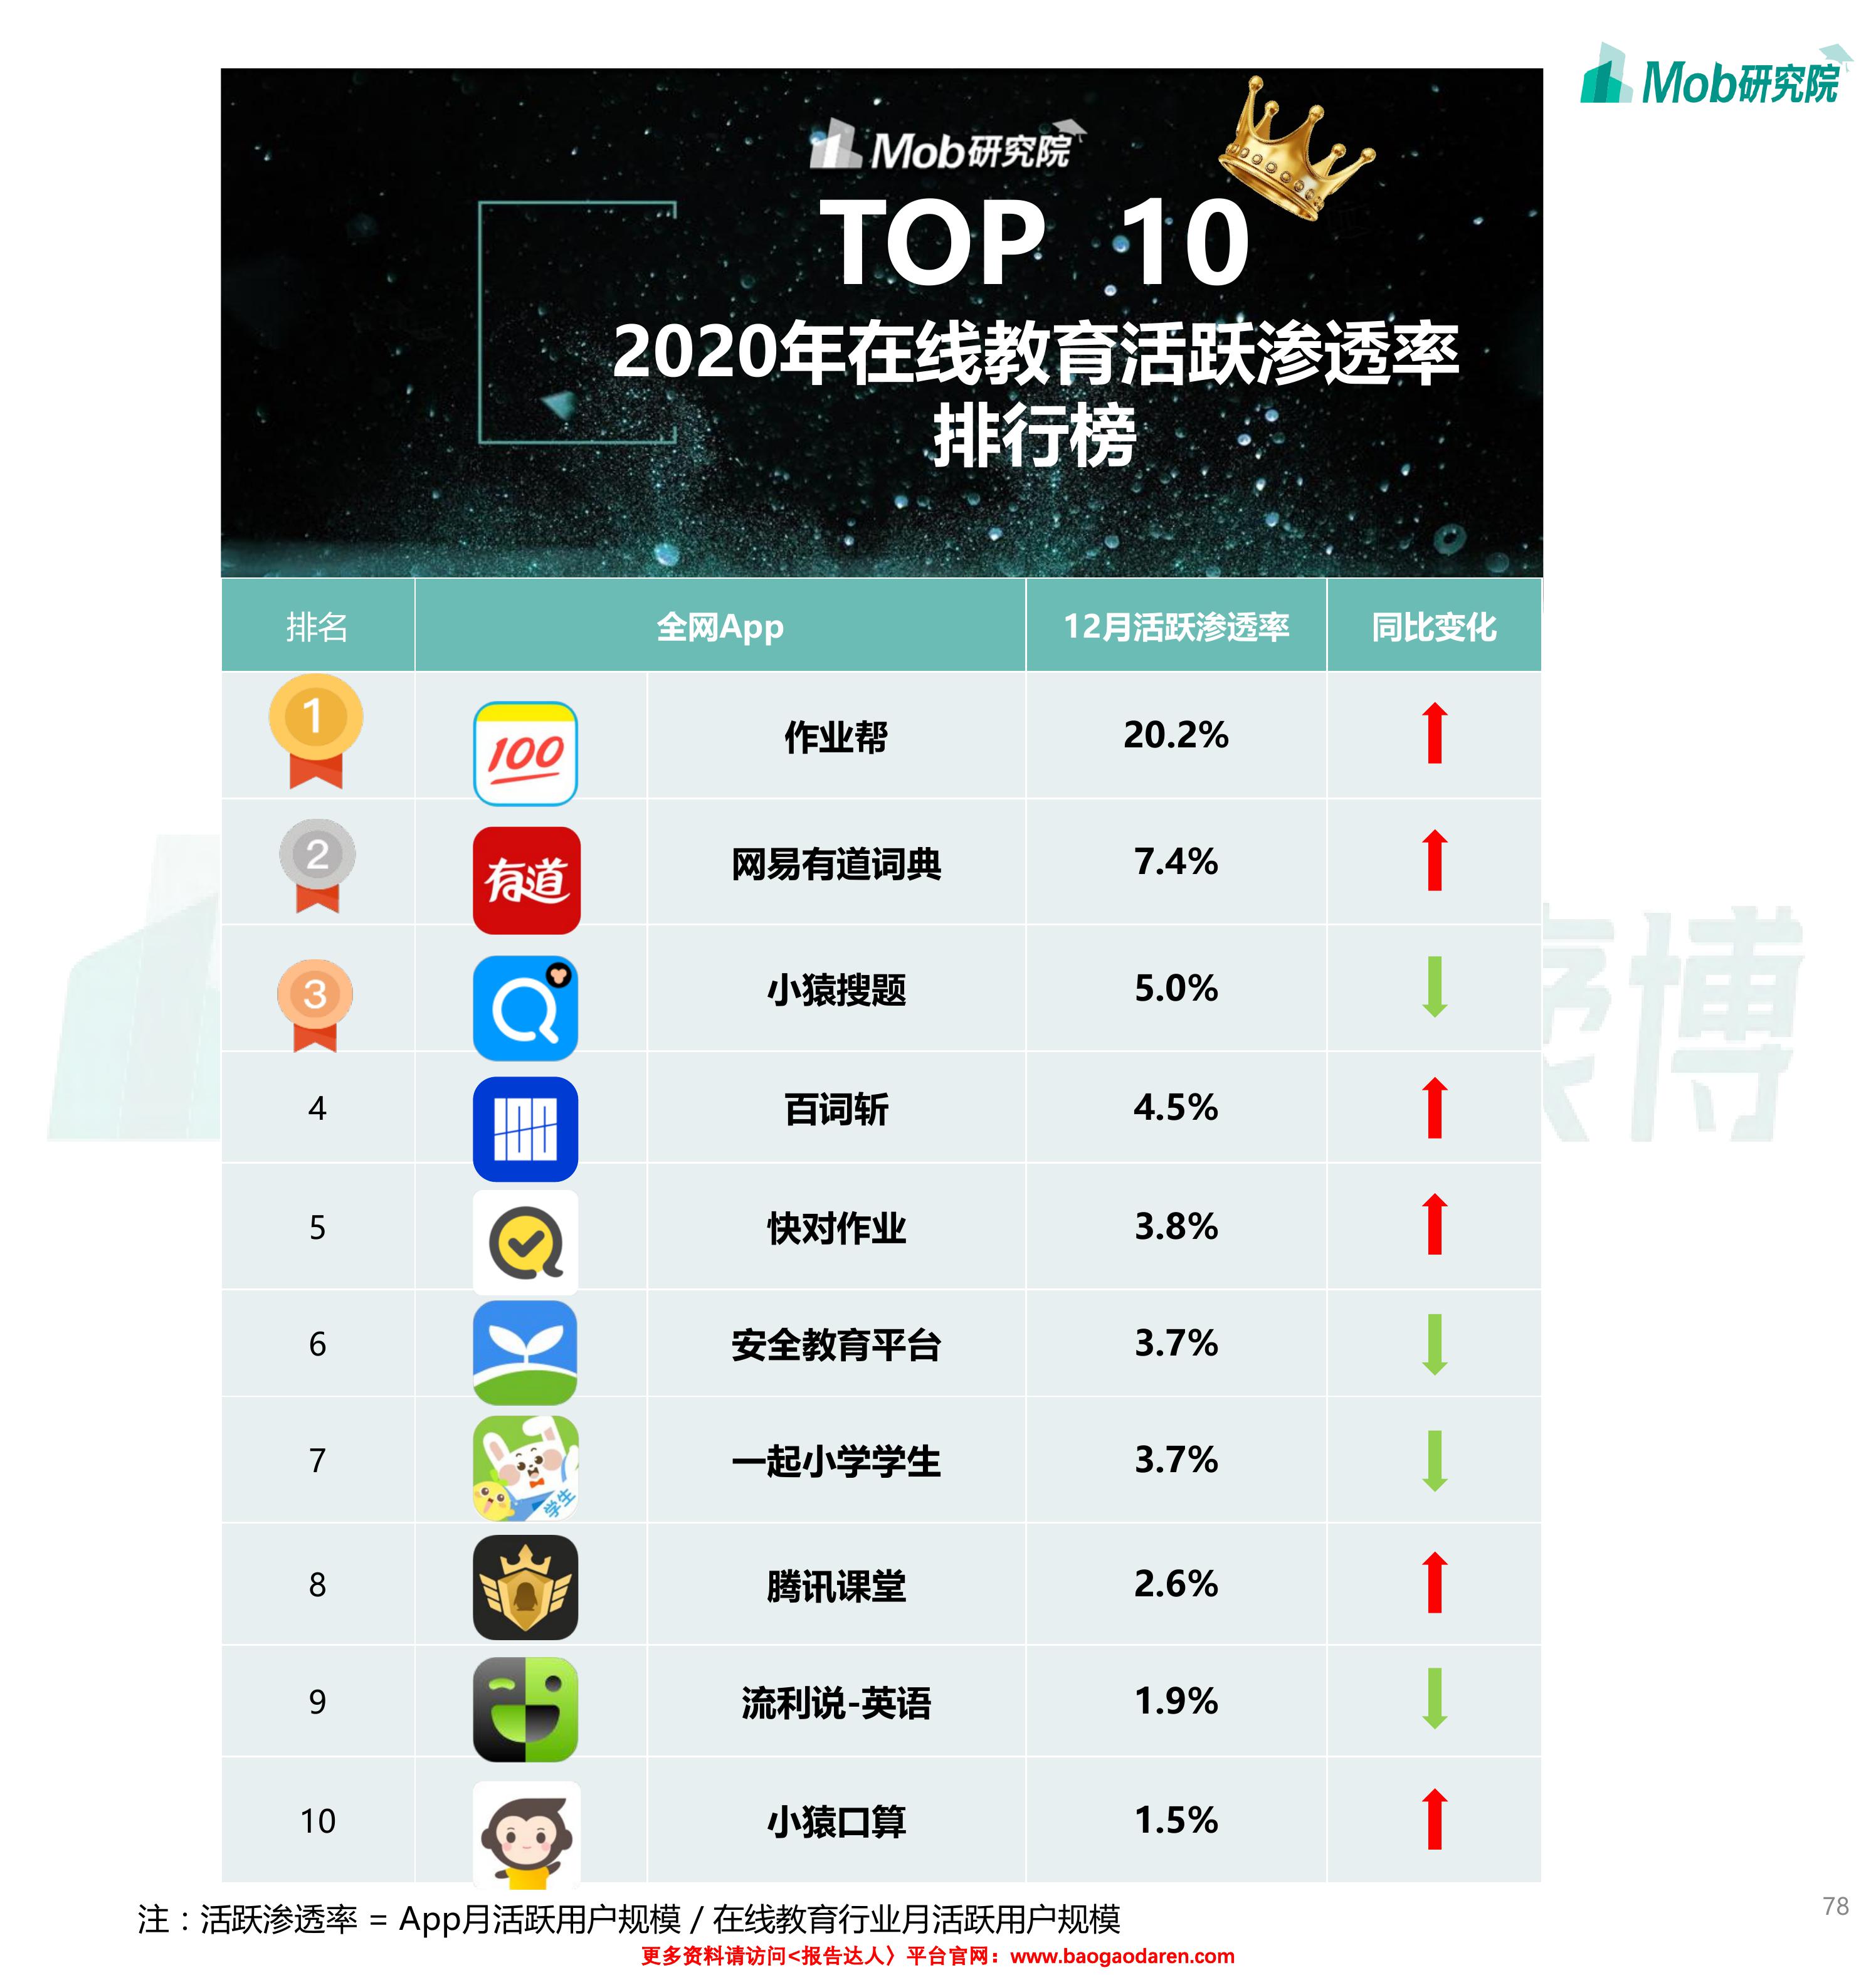 Mob研究院
Mob研究院
TOP 10
2020年在线教育活跃渗透率
排行榜
排名 全网App 12月活跃渗透率 同比变化
1 100 作业帮 20.2%
2 有道 网易有道词典 7.4%
3 小猿搜题 5.0%
4 100 百词斩 4.5%
5 快对作业 3.8%
6 安全教育平台 3.7%
7 学生 一起小学学生 3.7%
8 腾讯课堂 2.6%
9 流利说-英语 1.9%
10 小猿口算 1.5%
注：活跃渗透率 = App月活跃用户规模 / 在线教育行业月活跃用户规模
78
更多资料请访问<报告达人〉平台官网：www.baogaodaren.com